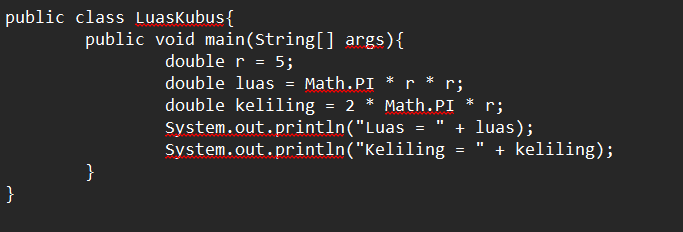 public class LuasKubus{
public void main(String[] args){
double r = 5;
double luas = Math.PI * r * r;
double keliling = 2 * Math.PI * r;
System.out.println("Luas = " + luas);
System.out.println("Keliling = " + keliling);
}
}